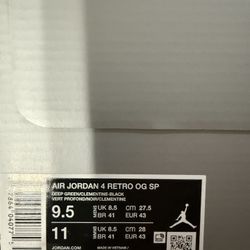 AIR JORDAN 4 RETRO OG SP
DEEP GREEN/CLEMENTINE-BLACK
VERT PROFOND/NOIR/CLEMENTINE
9.5 UK 8.5 CM 27.5
BR 41 EUR 43
11 UK 8.5 CM 28
BR 41 EUR 43
JORDAN.COM MADE IN VIETNAM